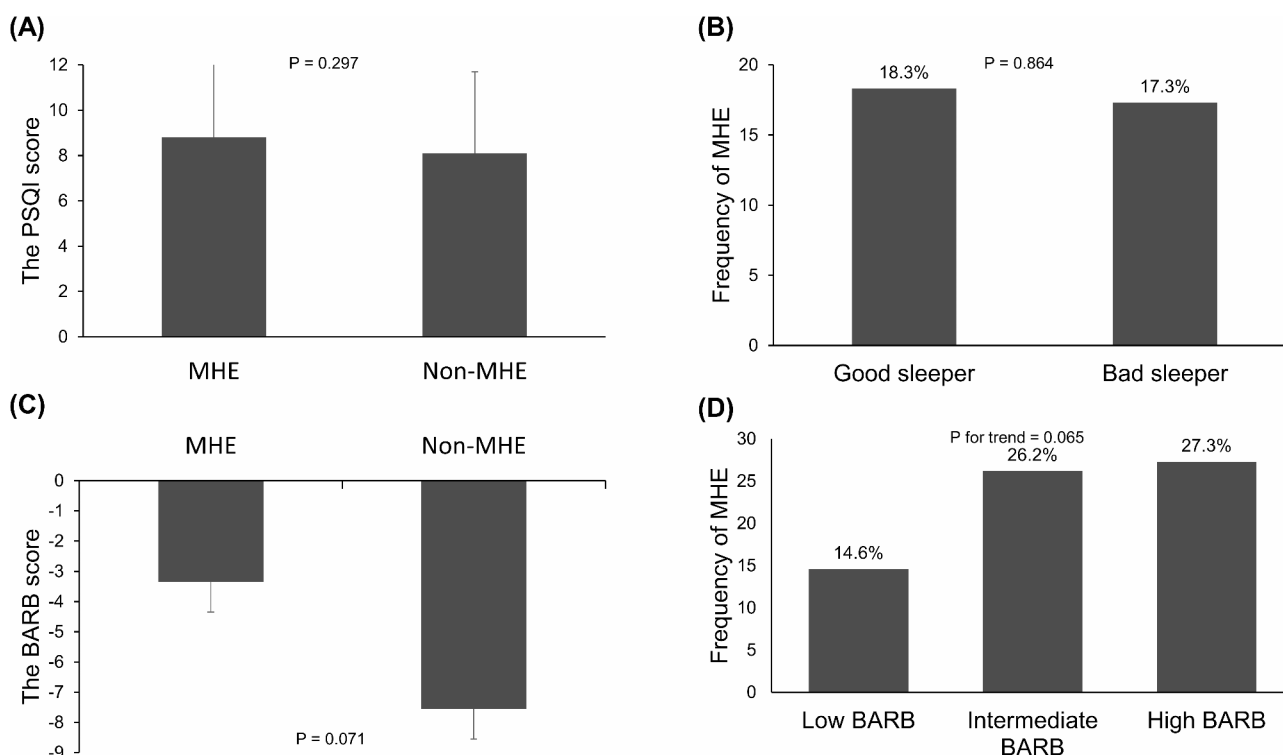 (A)
P = 0.297
The PSQI score
12
10
8
6
4
2
0
MHE
Non-MHE
(B)
P = 0.864
Frequency of MHE
20
15
10
5
0
18.3%
17.3%
Good sleeper
Bad sleeper
(C)
MHE
Non-MHE
The BARB score
0
-1
-2
-3
-4
-5
-6
-7
-8
-9
P = 0.071
(D)
P for trend = 0.065
Frequency of MHE
30
25
20
15
10
5
0
14.6%
26.2%
27.3%
Low BARB
Intermediate
BARB
High BARB